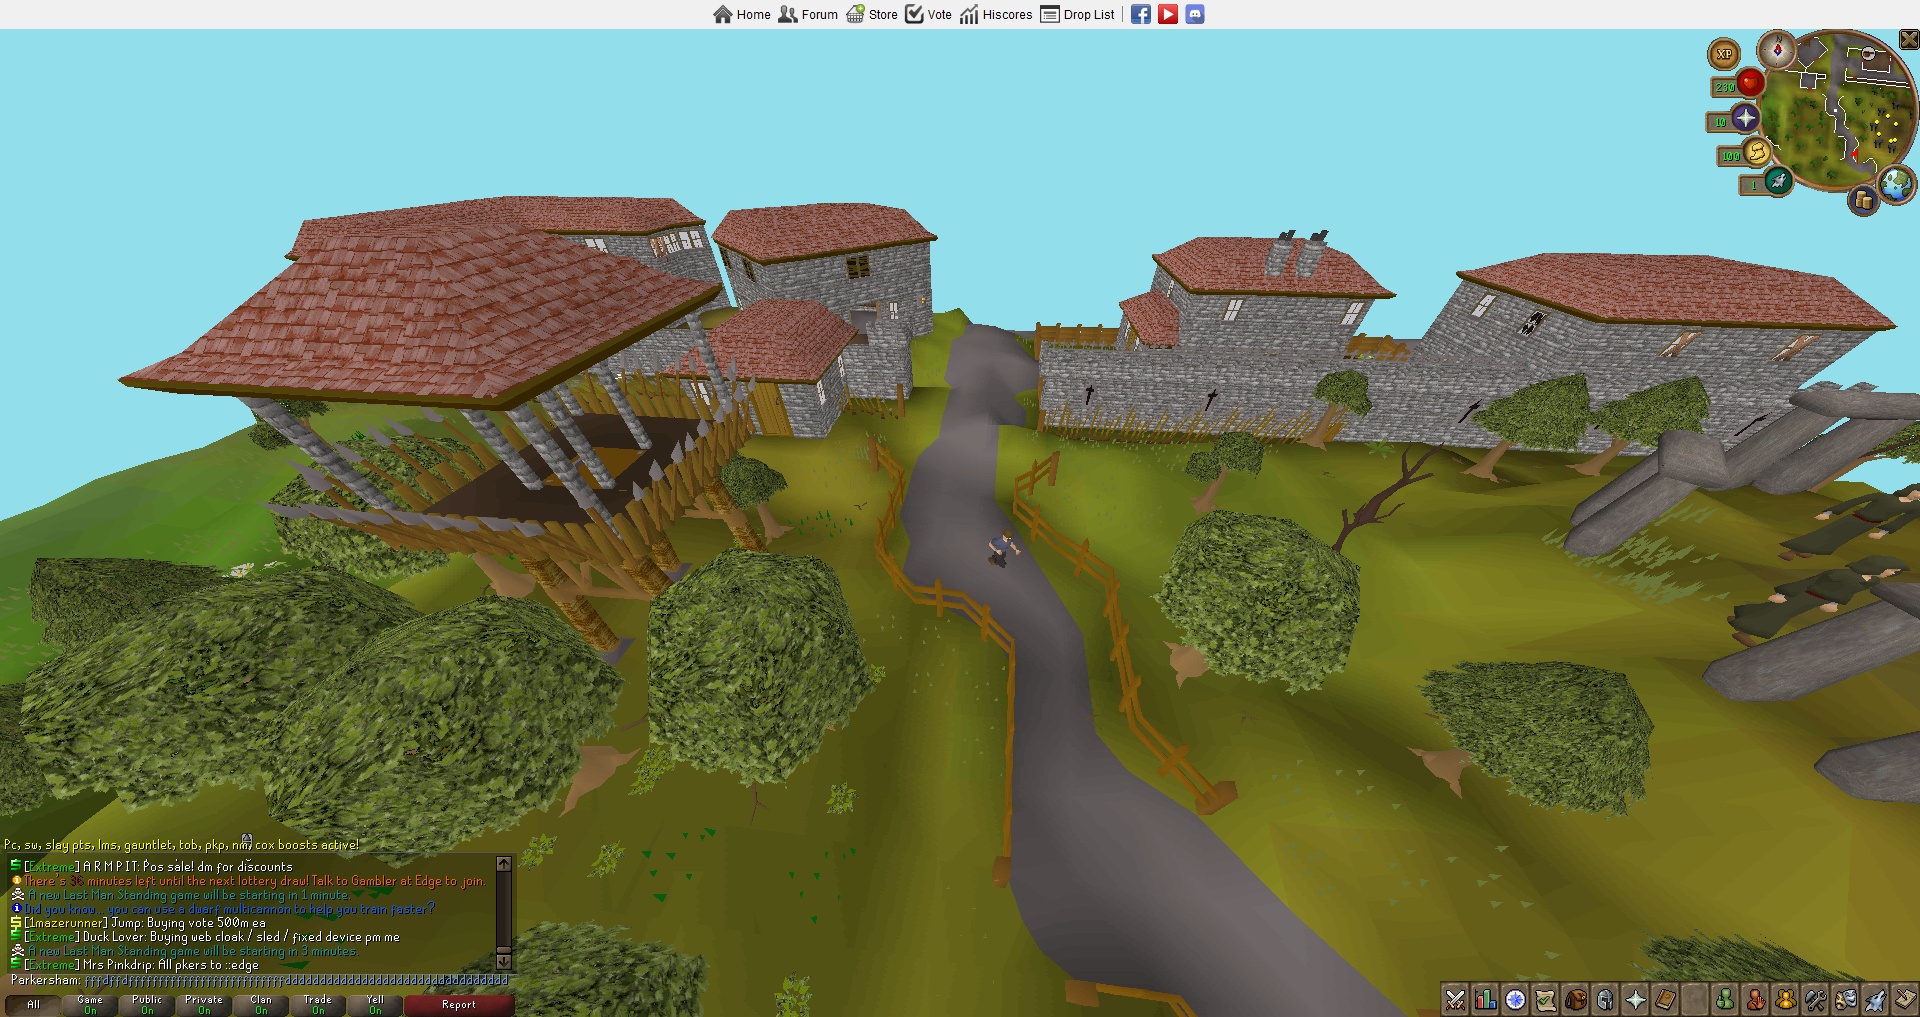 Home Forum Store Vote Hiscores Drop List
XP
N
230
10
100
1
Pc, sw, slay pts, lms, gauntlet, tob, pkp, nm, cox boosts active!
[Extreme] A R M P I T: Pos sale! dm for discounts
There's 36 minutes left until the next lottery draw! Talk to Gambler at Edge to join.
A new Last Man Standing game will be starting in 1 minute.
Did you know... you can use a dwarf multicannon to help you train faster?
[1mazerunner] Jump: Buying vote 500m ea
[Extreme] Duck Lover: Buying web cloak / sled / fixed device pm me
A new Last Man Standing game will be starting in 3 minutes.
[Extreme] Mrs Pinkdrip: All pkers to ::edge
Parkersham:
All Game Public Private Clan Trade Yell Report
On On On On On On